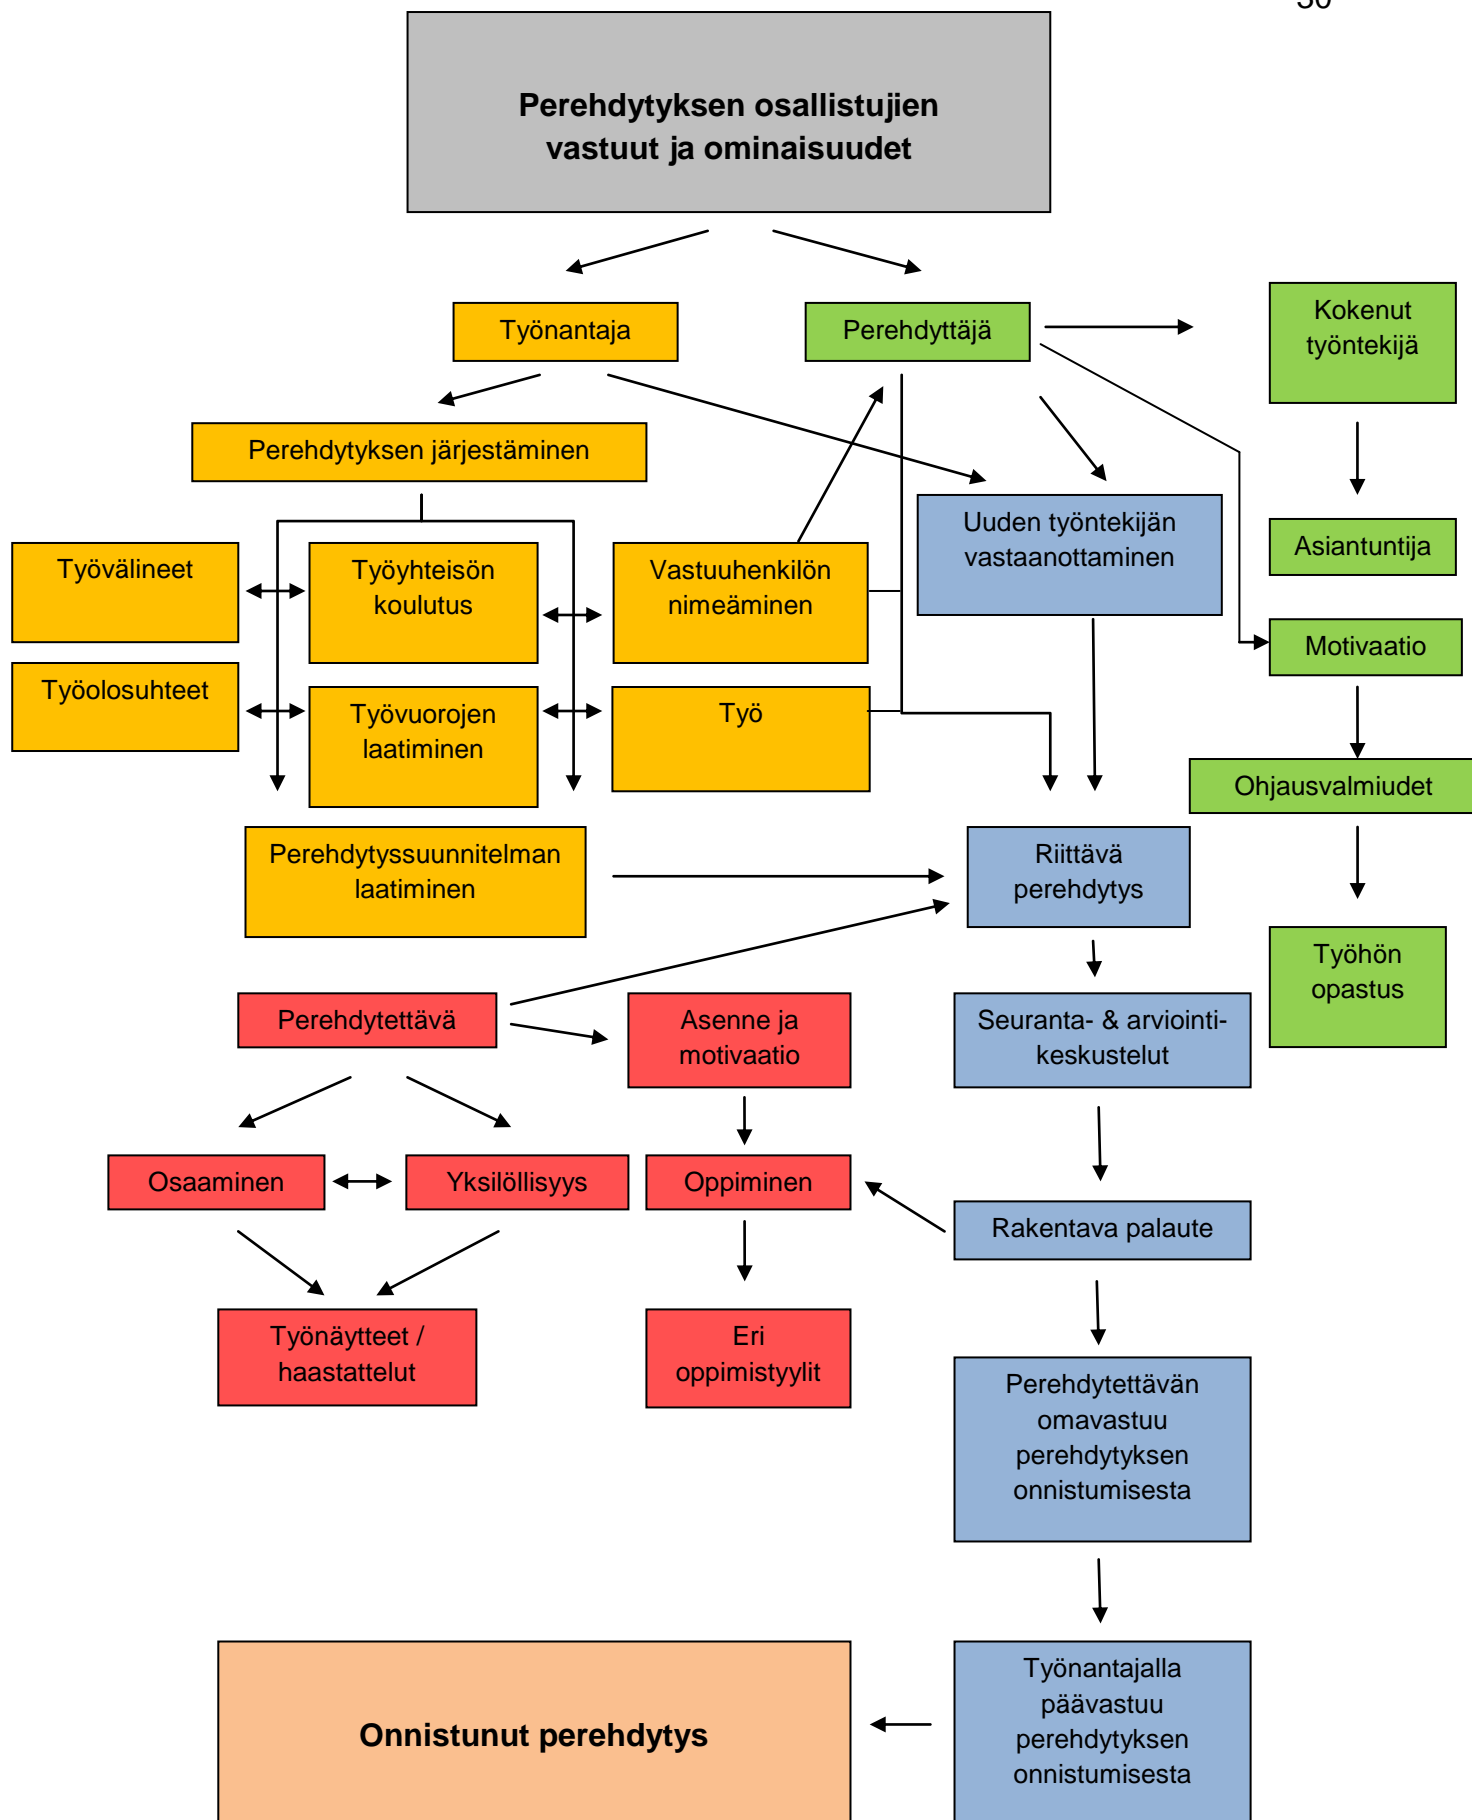 30
Perehdytyksen osallistujien
vastuut ja ominaisuudet
Työnantaja
Perehdyttäjä
Kokenut
työntekijä
Perehdytyksen järjestäminen
Uuden työntekijän
vastaanottaminen
Asiantuntija
Työvälineet
Työyhteisön
koulutus
Vastuuhenkilön
nimeäminen
Motivaatio
Työolosuhteet
Työvuorojen
laatiminen
Työ
Ohjausvalmiudet
Perehdytyssuunnitelman
laatiminen
Riittävä
perehdytys
Työhön
opastus
Perehdytettävä
Asenne ja
motivaatio
Seuranta- & arviointi-
keskustelut
Osaaminen
Yksilöllisyys
Oppiminen
Rakentava palaute
Työnäytteet /
haastattelut
Eri
oppimistyylit
Perehdytettävän
omavastuu
perehdytyksen
onnistumisesta
Onnistunut perehdytys
Työnantajalla
päävastuu
perehdytyksen
onnistumisesta